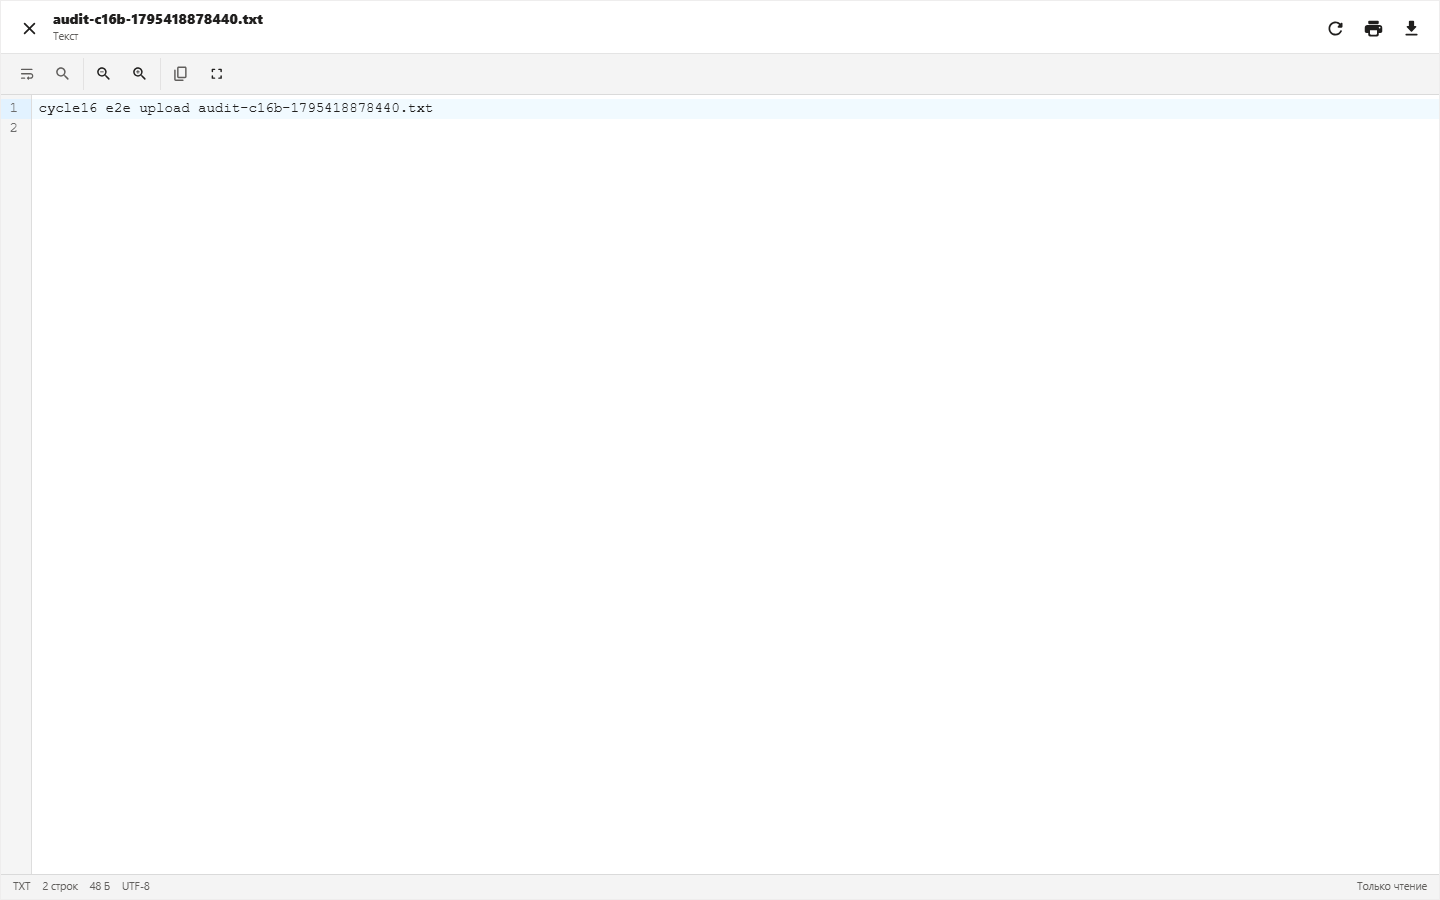 audit-c16b-1795418878440.txt
Текст
1 cycle16 e2e upload audit-c16b-1795418878440.txt
2
TXT 2 строк 48 Б UTF-8 Только чтение